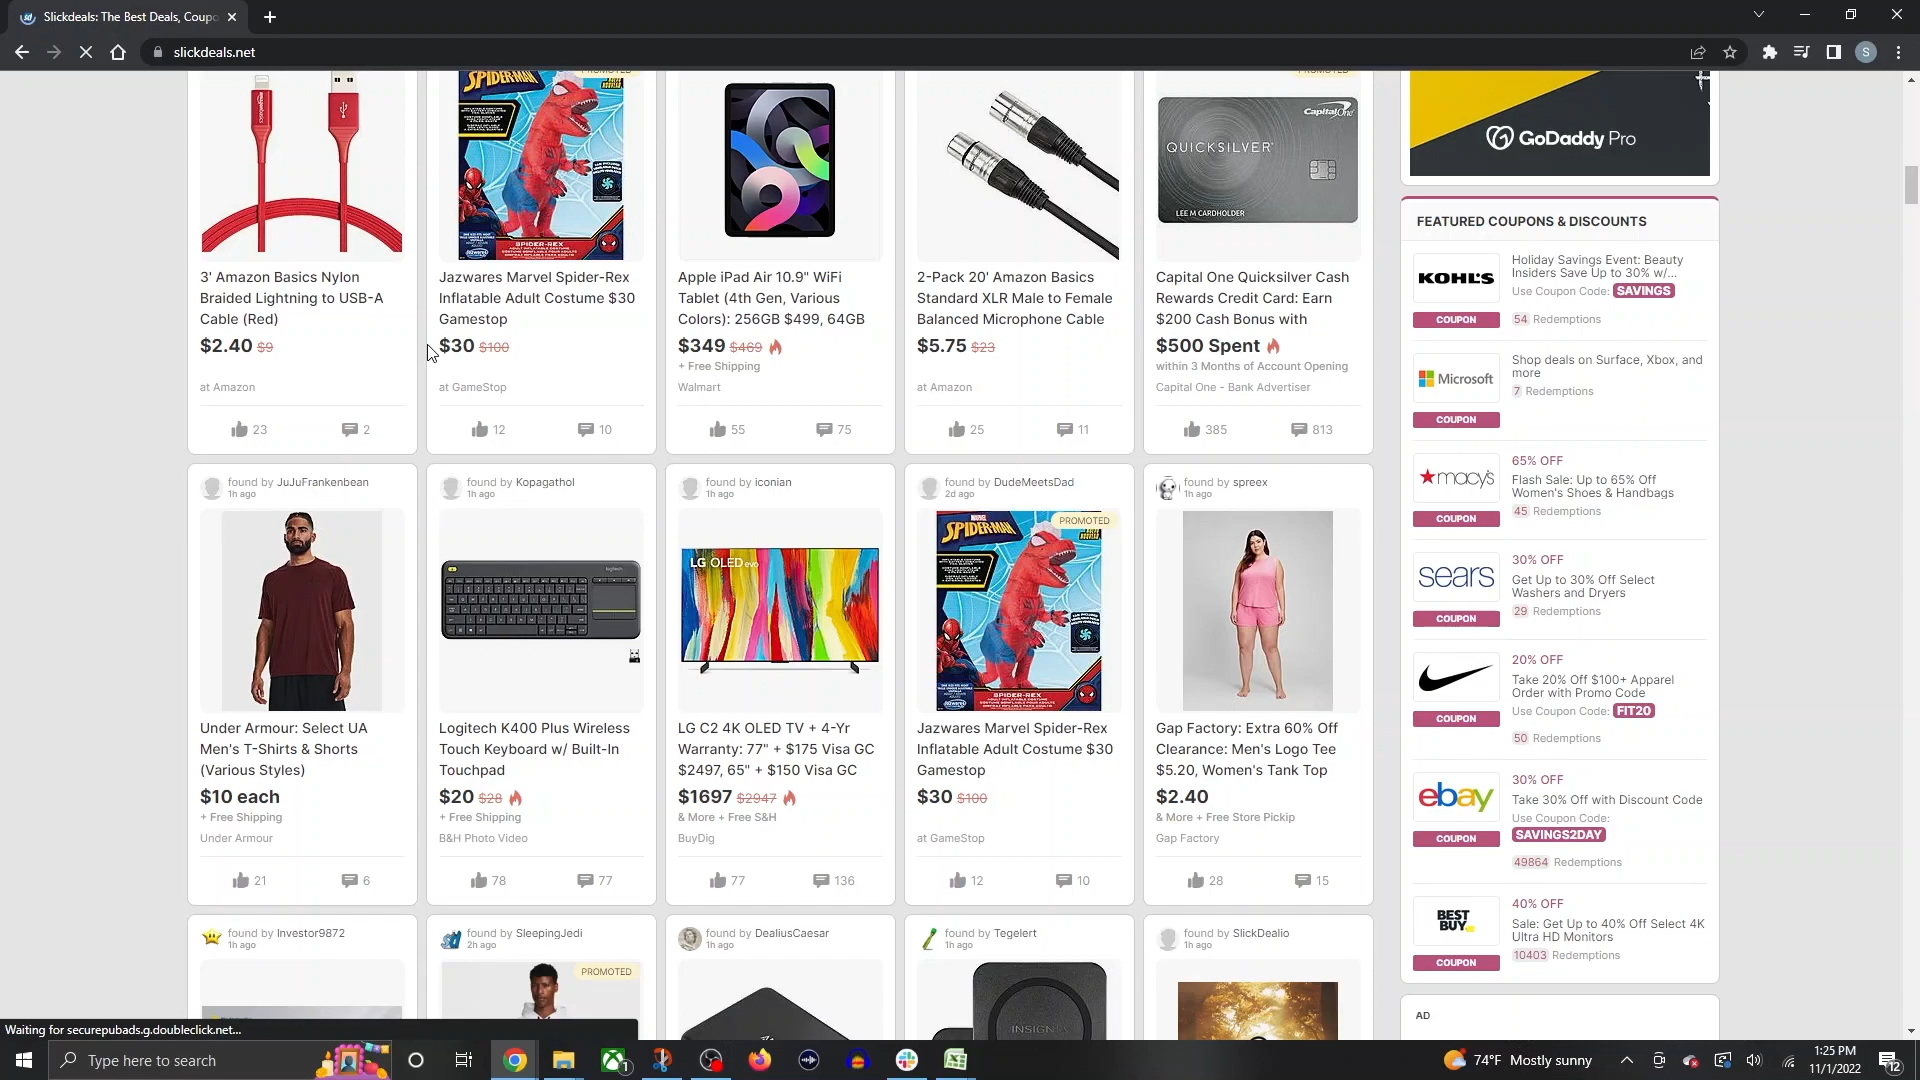 Slickdeals: The Best Deals, Coupo
slickdeals.net
S
PROMOTED
PROMOTED
SPIDER-MAN
SPIDER-REX
CapitalOne
QUICKSILVER
LEE M CARDHOLDER
GoDaddy Pro
3' Amazon Basics Nylon
Braided Lightning to USB-A
Cable (Red)
$2.40 $9
at Amazon
23 2
Jazwares Marvel Spider-Rex
Inflatable Adult Costume $30
Gamestop
$30 $100
at GameStop
12 10
Apple iPad Air 10.9" WiFi
Tablet (4th Gen, Various
Colors): 256GB $499, 64GB
$349 $469
+ Free Shipping
Walmart
55 75
2-Pack 20' Amazon Basics
Standard XLR Male to Female
Balanced Microphone Cable
$5.75 $23
at Amazon
25 11
Capital One Quicksilver Cash
Rewards Credit Card: Earn
$200 Cash Bonus with
$500 Spent
within 3 Months of Account Opening
Capital One - Bank Advertiser
385 813
found by JuJuFrankenbean
1h ago
Under Armour: Select UA
Men's T-Shirts & Shorts
(Various Styles)
$10 each
+ Free Shipping
Under Armour
21 6
found by Kopagathol
1h ago
logitech
Logitech K400 Plus Wireless
Touch Keyboard w/ Built-In
Touchpad
$20 $28
+ Free Shipping
B&H Photo Video
78 77
found by iconian
1h ago
LG OLED evo
LG C2 4K OLED TV + 4-Yr
Warranty: 77" + $175 Visa GC
$2497, 65" + $150 Visa GC
$1697 $2947
& More + Free S&H
BuyDig
77 136
found by DudeMeetsDad
2d ago
PROMOTED
MARVEL
SPIDER-MAN
SPIDER-REX
Jazwares Marvel Spider-Rex
Inflatable Adult Costume $30
Gamestop
$30 $100
at GameStop
12 10
found by spreex
1h ago
Gap Factory: Extra 60% Off
Clearance: Men's Logo Tee
$5.20, Women's Tank Top
$2.40
& More + Free Store Pickip
Gap Factory
28 15
found by Investor9872
1h ago
found by SleepingJedi
2h ago
PROMOTED
found by DealiusCaesar
1h ago
found by Tegelert
1h ago
INSIGNIA
found by SlickDealio
1h ago
FEATURED COUPONS & DISCOUNTS
KOHL'S
COUPON
Holiday Savings Event: Beauty
Insiders Save Up to 30% w/...
Use Coupon Code: SAVINGS
54 Redemptions
Microsoft
COUPON
Shop deals on Surface, Xbox, and
more
7 Redemptions
macy's
COUPON
65% OFF
Flash Sale: Up to 65% Off
Women's Shoes & Handbags
45 Redemptions
sears
COUPON
30% OFF
Get Up to 30% Off Select
Washers and Dryers
29 Redemptions
COUPON
20% OFF
Take 20% Off $100+ Apparel
Order with Promo Code
Use Coupon Code: FIT20
50 Redemptions
ebay
COUPON
30% OFF
Take 30% Off with Discount Code
Use Coupon Code:
SAVINGS2DAY
49864 Redemptions
BEST
BUY
COUPON
40% OFF
Sale: Get Up to 40% Off Select 4K
Ultra HD Monitors
10403 Redemptions
AD
Waiting for securepubads.g.doubleclick.net...
Type here to search
1
74°F Mostly sunny
1:25 PM
11/1/2022
12